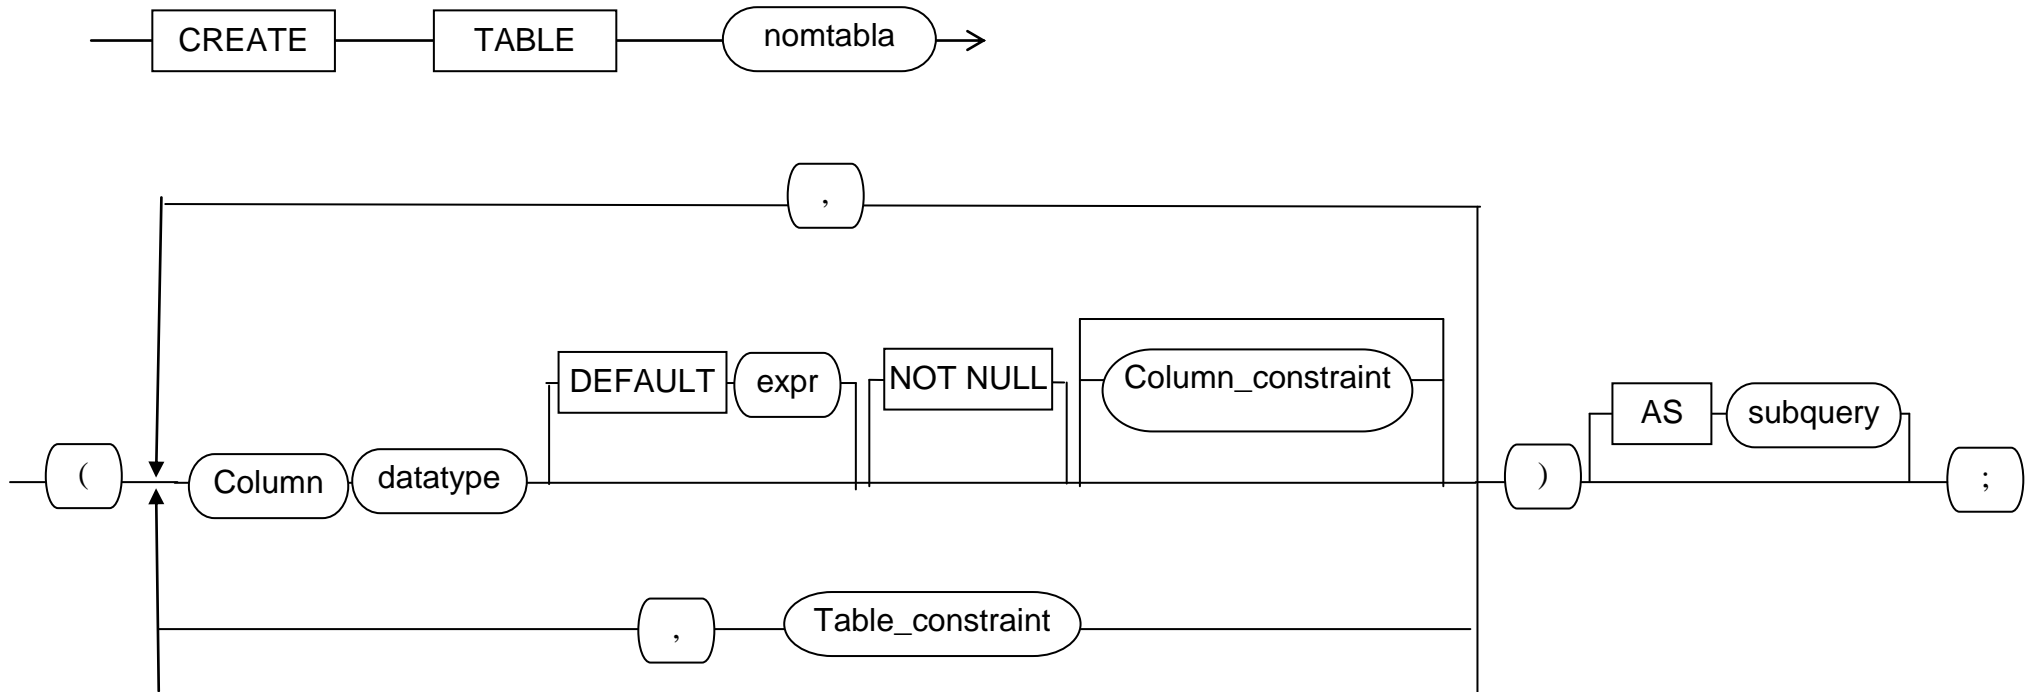 CREATE TABLE nomtabla
,
DEFAULT expr NOT NULL Column_constraint
AS subquery
( Column datatype ) ;
, Table_constraint